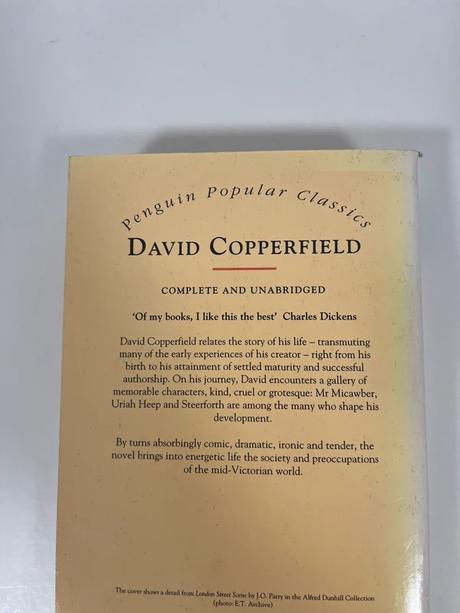 Penguin Popular Classics
DAVID COPPERFIELD
COMPLETE AND UNABRIDGED
'Of my books, I like this the best' Charles Dickens
David Copperfield relates the story of his life – transmuting
many of the early experiences of his creator – right from his
birth to his attainment of settled maturity and successful
authorship. On his journey, David encounters a gallery of
memorable characters, kind, cruel or grotesque: Mr Micawber,
Uriah Heep and Steerforth are among the many who shape his
development.
By turns absorbingly comic, dramatic, ironic and tender, the
novel brings into energetic life the society and preoccupations
of the mid-Victorian world.
The cover shows a detail from London Street Scene by J.O. Parry in the Alfred Dunhill Collection
(photo: E.T. Archive)